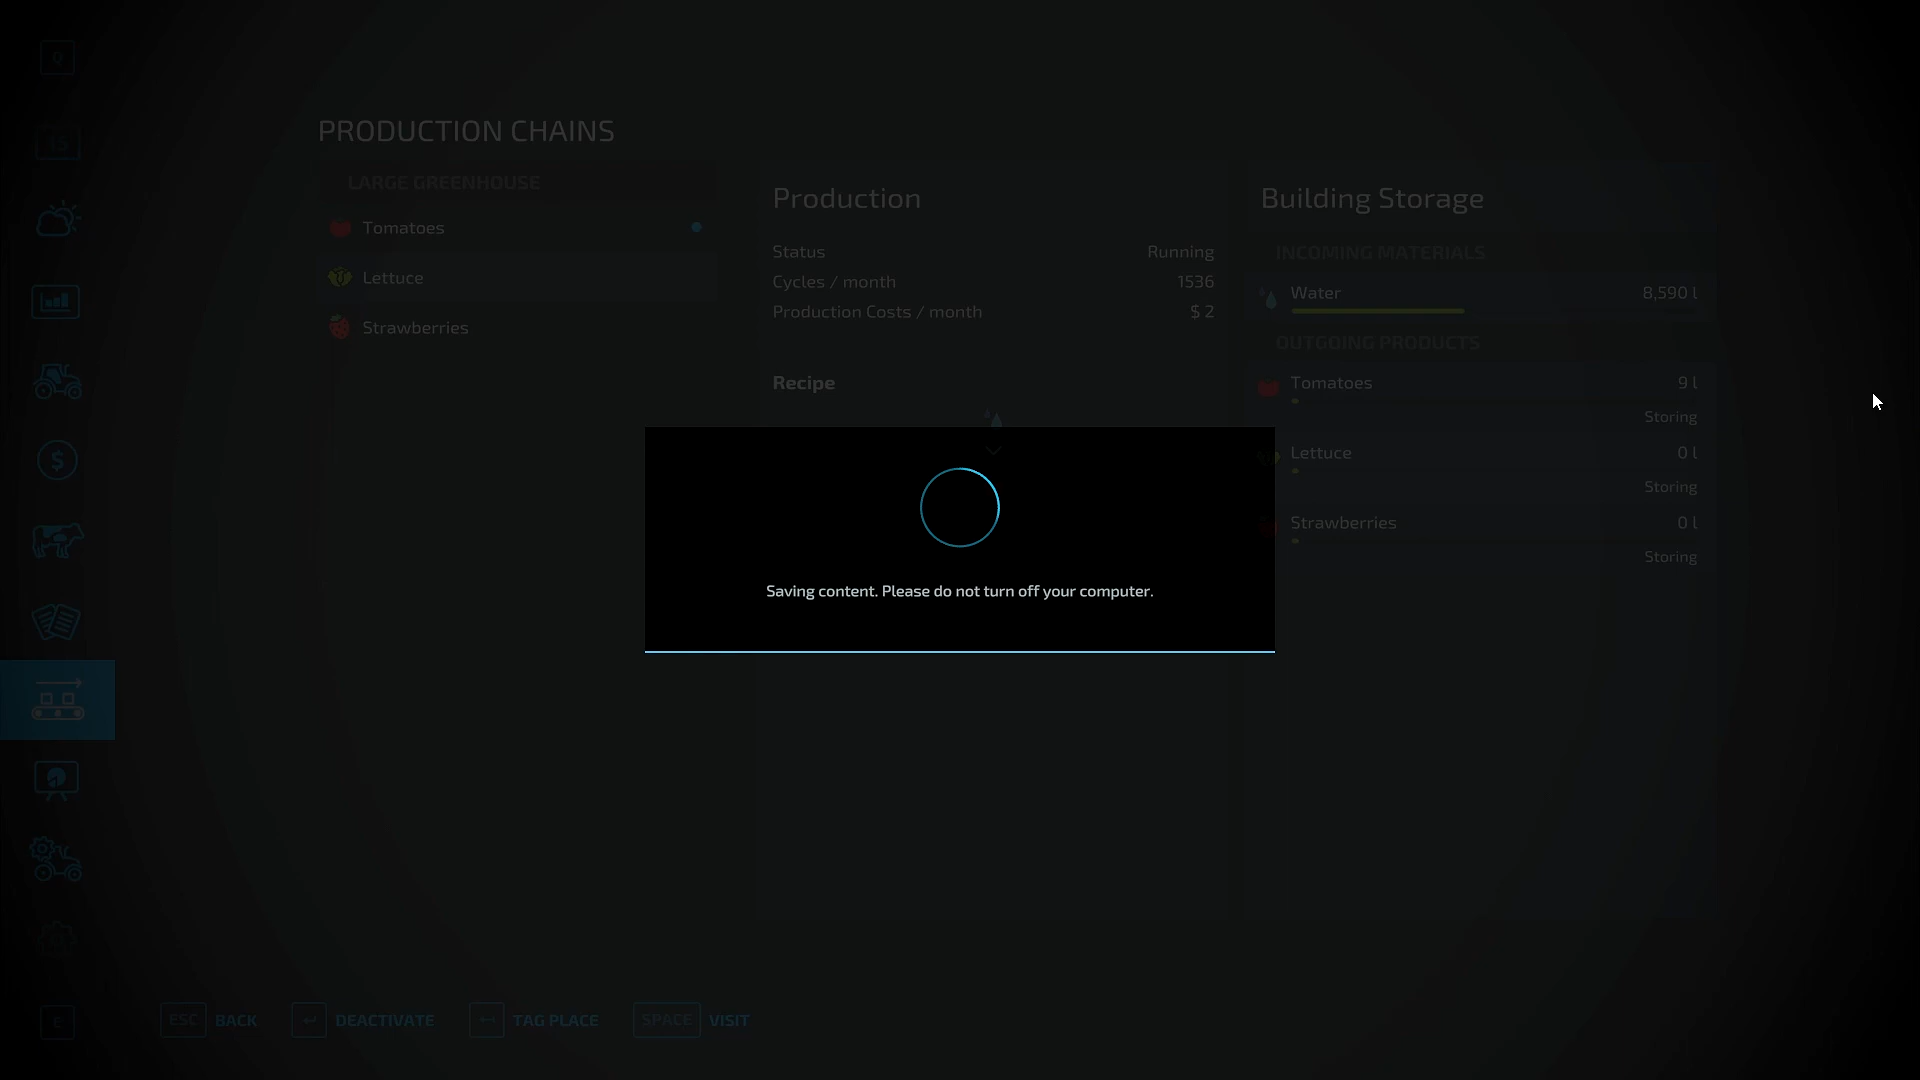 Q
15
PRODUCTION CHAINS
LARGE GREENHOUSE
Tomatoes
Lettuce
Strawberries
Production
Status Running
Cycles / month 1536
Production Costs / month $ 2
Recipe
Building Storage
INCOMING MATERIALS
Water 8,590 l
OUTGOING PRODUCTS
Tomatoes 9 l
Storing
Lettuce 0 l
Storing
Strawberries 0 l
Storing
Saving content. Please do not turn off your computer.
E
ESC BACK
DEACTIVATE
TAG PLACE
SPACE VISIT